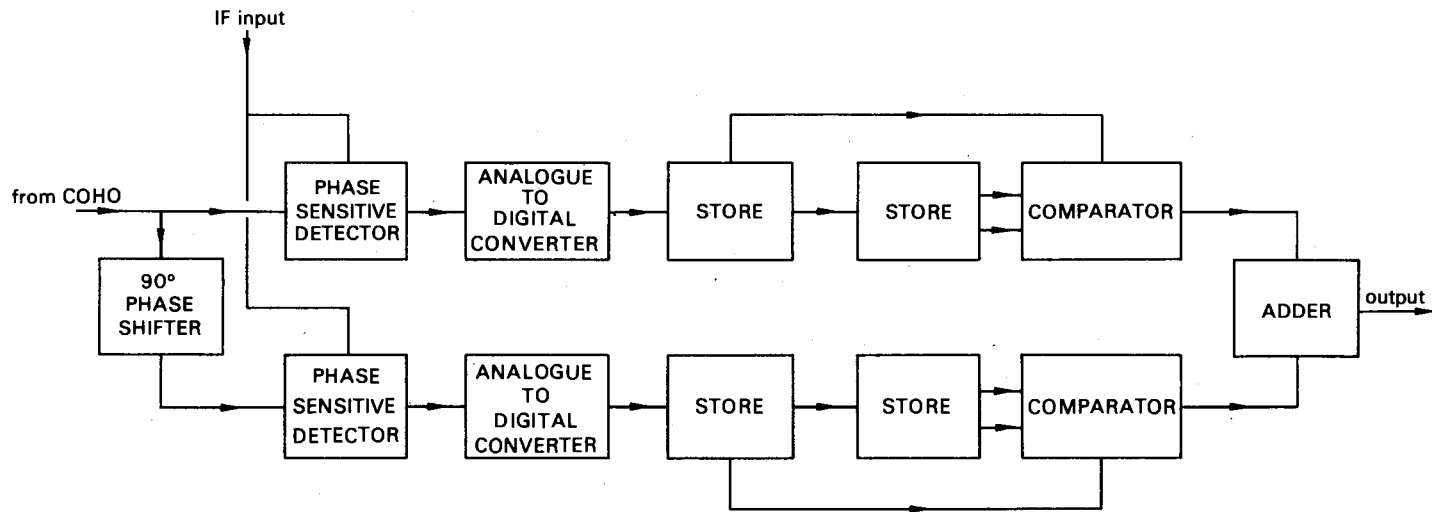 IF input
from COHO
PHASE
SENSITIVE
DETECTOR
ANALOGUE
TO
DIGITAL
CONVERTER
STORE
STORE
COMPARATOR
90°
PHASE
SHIFTER
ADDER
output
PHASE
SENSITIVE
DETECTOR
ANALOGUE
TO
DIGITAL
CONVERTER
STORE
STORE
COMPARATOR